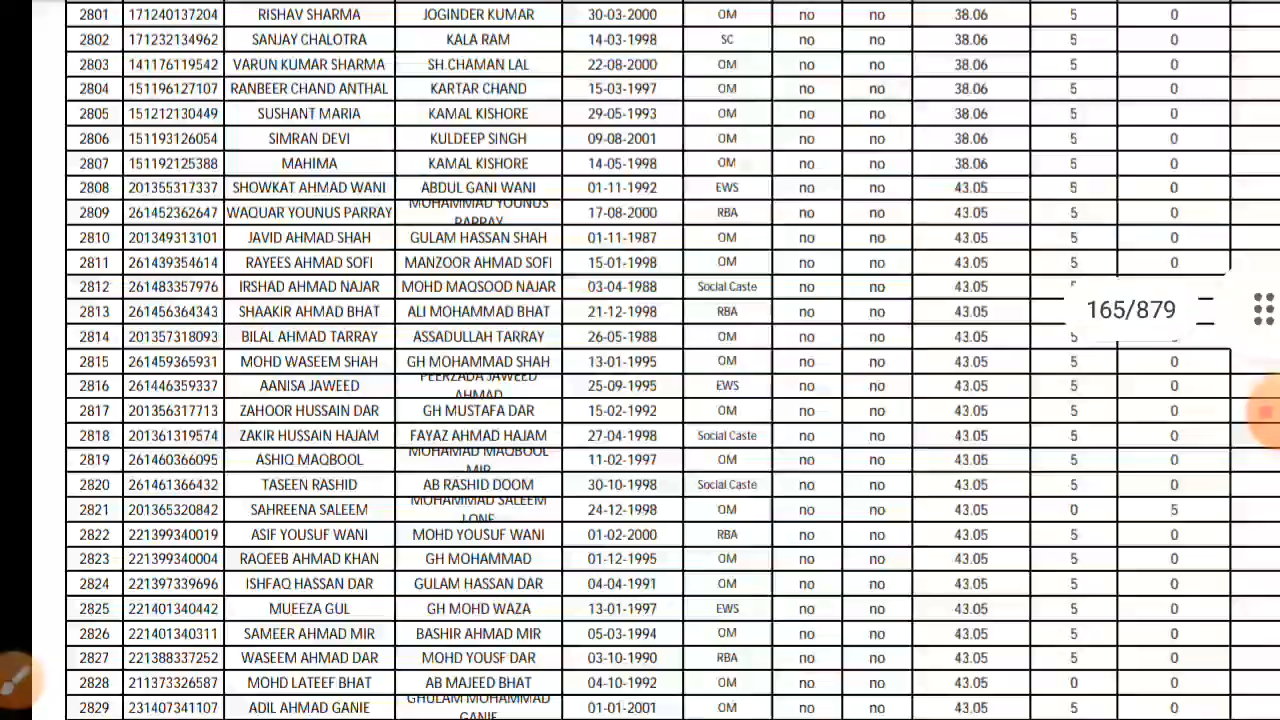 2801 171240137204 RISHAV SHARMA JOGINDER KUMAR 30-03-2000 OM no no 38.06 5 0
2802 171232134962 SANJAY CHALOTRA KALA RAM 14-03-1998 SC no no 38.06 5 0
2803 141176119542 VARUN KUMAR SHARMA SH.CHAMAN LAL 22-08-2000 OM no no 38.06 5 0
2804 151196127107 RANBEER CHAND ANTHAL KARTAR CHAND 15-03-1997 OM no no 38.06 5 0
2805 151212130449 SUSHANT MARIA KAMAL KISHORE 29-05-1993 OM no no 38.06 5 0
2806 151193126054 SIMRAN DEVI KULDEEP SINGH 09-08-2001 OM no no 38.06 5 0
2807 151192125388 MAHIMA KAMAL KISHORE 14-05-1998 OM no no 38.06 5 0
2808 201355317337 SHOWKAT AHMAD WANI ABDUL GANI WANI 01-11-1992 EWS no no 43.05 5 0
2809 261452362647 WAQUAR YOUNUS PARRAY MOHAMMAD YOUNUS PARRAY 17-08-2000 RBA no no 43.05 5 0
2810 201349313101 JAVID AHMAD SHAH GULAM HASSAN SHAH 01-11-1987 OM no no 43.05 5 0
2811 261439354614 RAYEES AHMAD SOFI MANZOOR AHMAD SOFI 15-01-1998 OM no no 43.05 5 0
2812 261483357976 IRSHAD AHMAD NAJAR MOHD MAQSOOD NAJAR 03-04-1988 Social Caste no no 43.05
2813 261456364343 SHAAKIR AHMAD BHAT ALI MOHAMMAD BHAT 21-12-1998 RBA no no 43.05
165/879
2814 201357318093 BILAL AHMAD TARRAY ASSADULLAH TARRAY 26-05-1988 OM no no 43.05 5
2815 261459365931 MOHD WASEEM SHAH GH MOHAMMAD SHAH 13-01-1995 OM no no 43.05 5 0
2816 261446359337 AANISA JAWEED PEERZADA JAWEED AHMAD 25-09-1995 EWS no no 43.05 5 0
2817 201356317713 ZAHOOR HUSSAIN DAR GH MUSTAFA DAR 15-02-1992 OM no no 43.05 5 0
2818 201361319574 ZAKIR HUSSAIN HAJAM FAYAZ AHMAD HAJAM 27-04-1998 Social Caste no no 43.05 5 0
2819 261460366095 ASHIQ MAQBOOL MOHAMAD MAQBOOL MIR 11-02-1997 OM no no 43.05 5 0
2820 261461366432 TASEEN RASHID AB RASHID DOOM 30-10-1998 Social Caste no no 43.05 5 0
2821 201365320842 SAHREENA SALEEM MOHAMMAD SALEEM LONE 24-12-1998 OM no no 43.05 0 5
2822 221399340019 ASIF YOUSUF WANI MOHD YOUSUF WANI 01-02-2000 RBA no no 43.05 5 0
2823 221399340004 RAQEEB AHMAD KHAN GH MOHAMMAD 01-12-1995 OM no no 43.05 5 0
2824 221397339696 ISHFAQ HASSAN DAR GULAM HASSAN DAR 04-04-1991 OM no no 43.05 5 0
2825 221401340442 MUEEZA GUL GH MOHD WAZA 13-01-1997 EWS no no 43.05 5 0
2826 221401340311 SAMEER AHMAD MIR BASHIR AHMAD MIR 05-03-1994 OM no no 43.05 5 0
2827 221388337252 WASEEM AHMAD DAR MOHD YOUSF DAR 03-10-1990 RBA no no 43.05 5 0
2828 211373326587 MOHD LATEEF BHAT AB MAJEED BHAT 04-10-1992 OM no no 43.05 0 0
2829 231407341107 ADIL AHMAD GANIE GHULAM MOHAMMAD GANIE 01-01-2001 OM no no 43.05 5 0